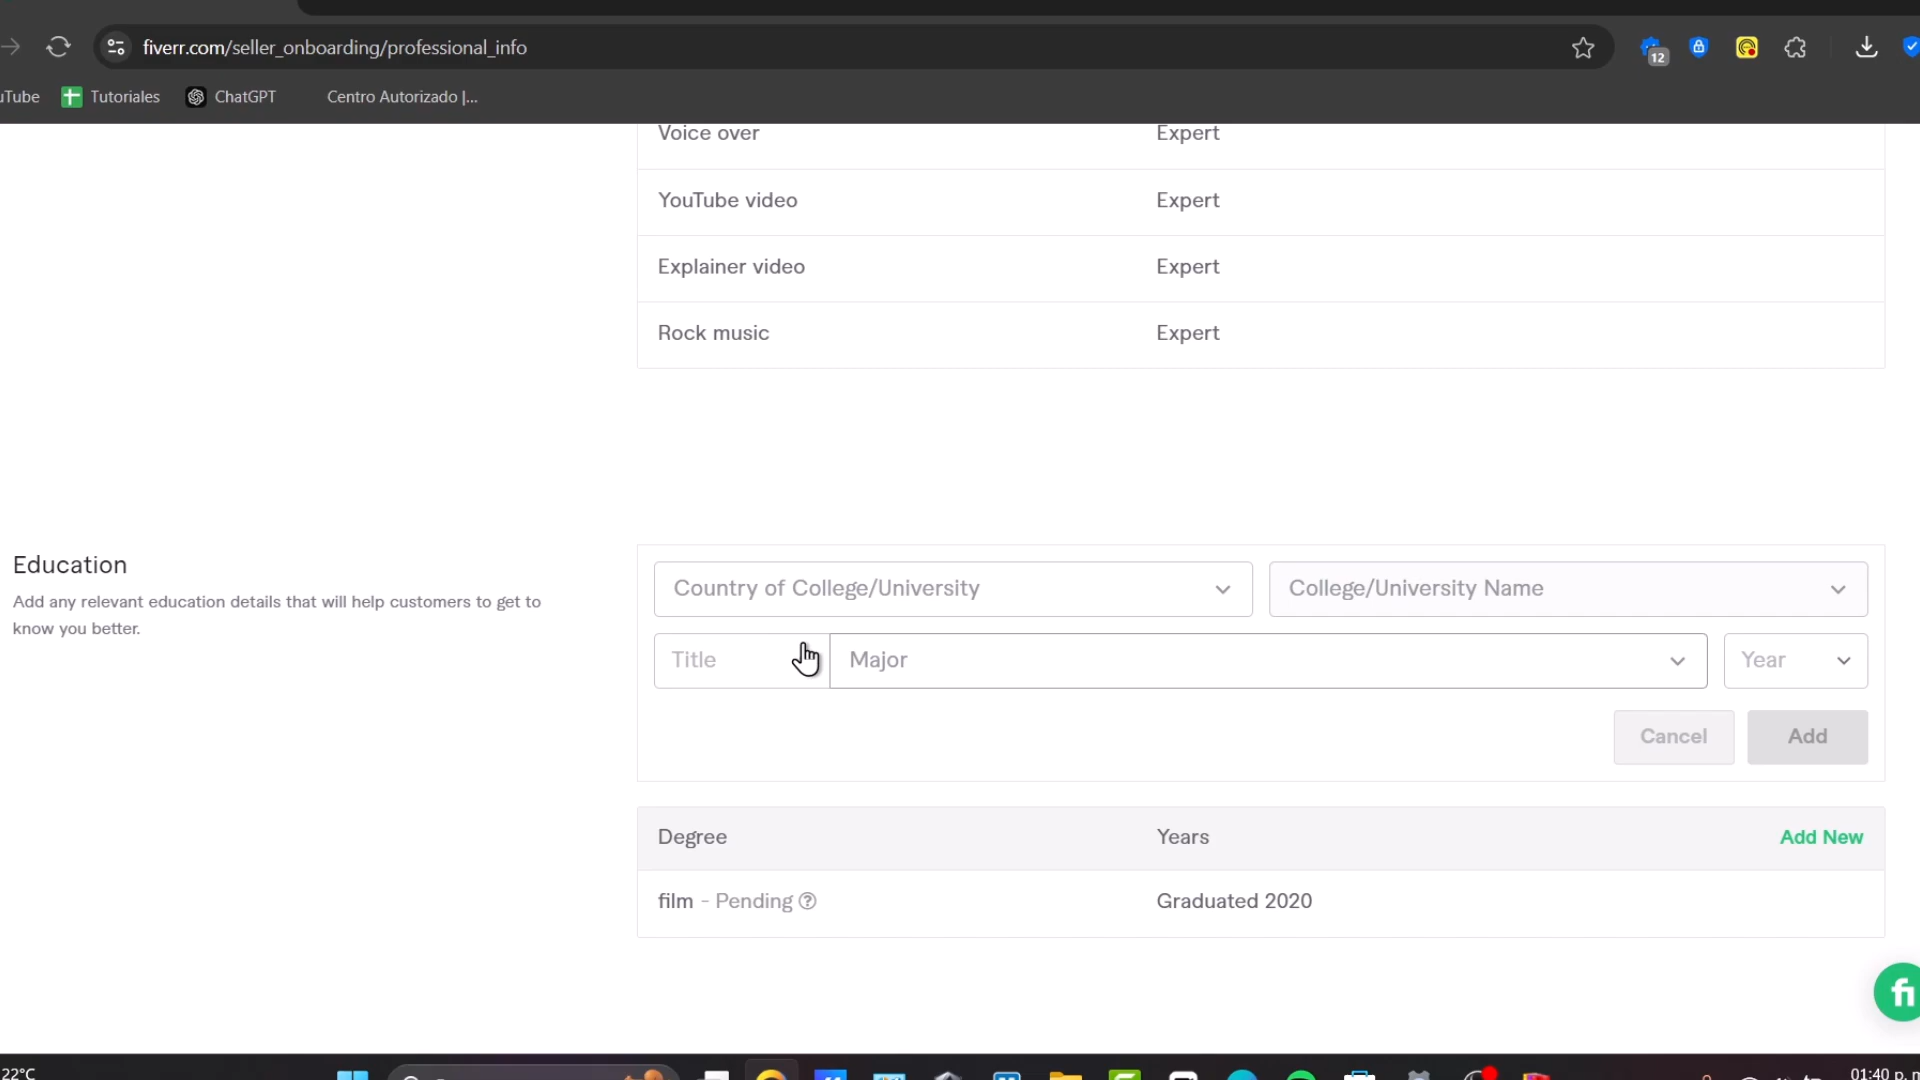 fiverr.com/seller_onboarding/professional_info
12
uTube
Tutoriales
ChatGPT
Centro Autorizado |...
Voice over
Expert
YouTube video
Expert
Explainer video
Expert
Rock music
Expert
Education
Add any relevant education details that will help customers to get to
know you better.
Country of College/University
College/University Name
Title
Major
Year
Cancel
Add
Degree
Years
Add New
film - Pending
Graduated 2020
fi
22°C
01:40 p.